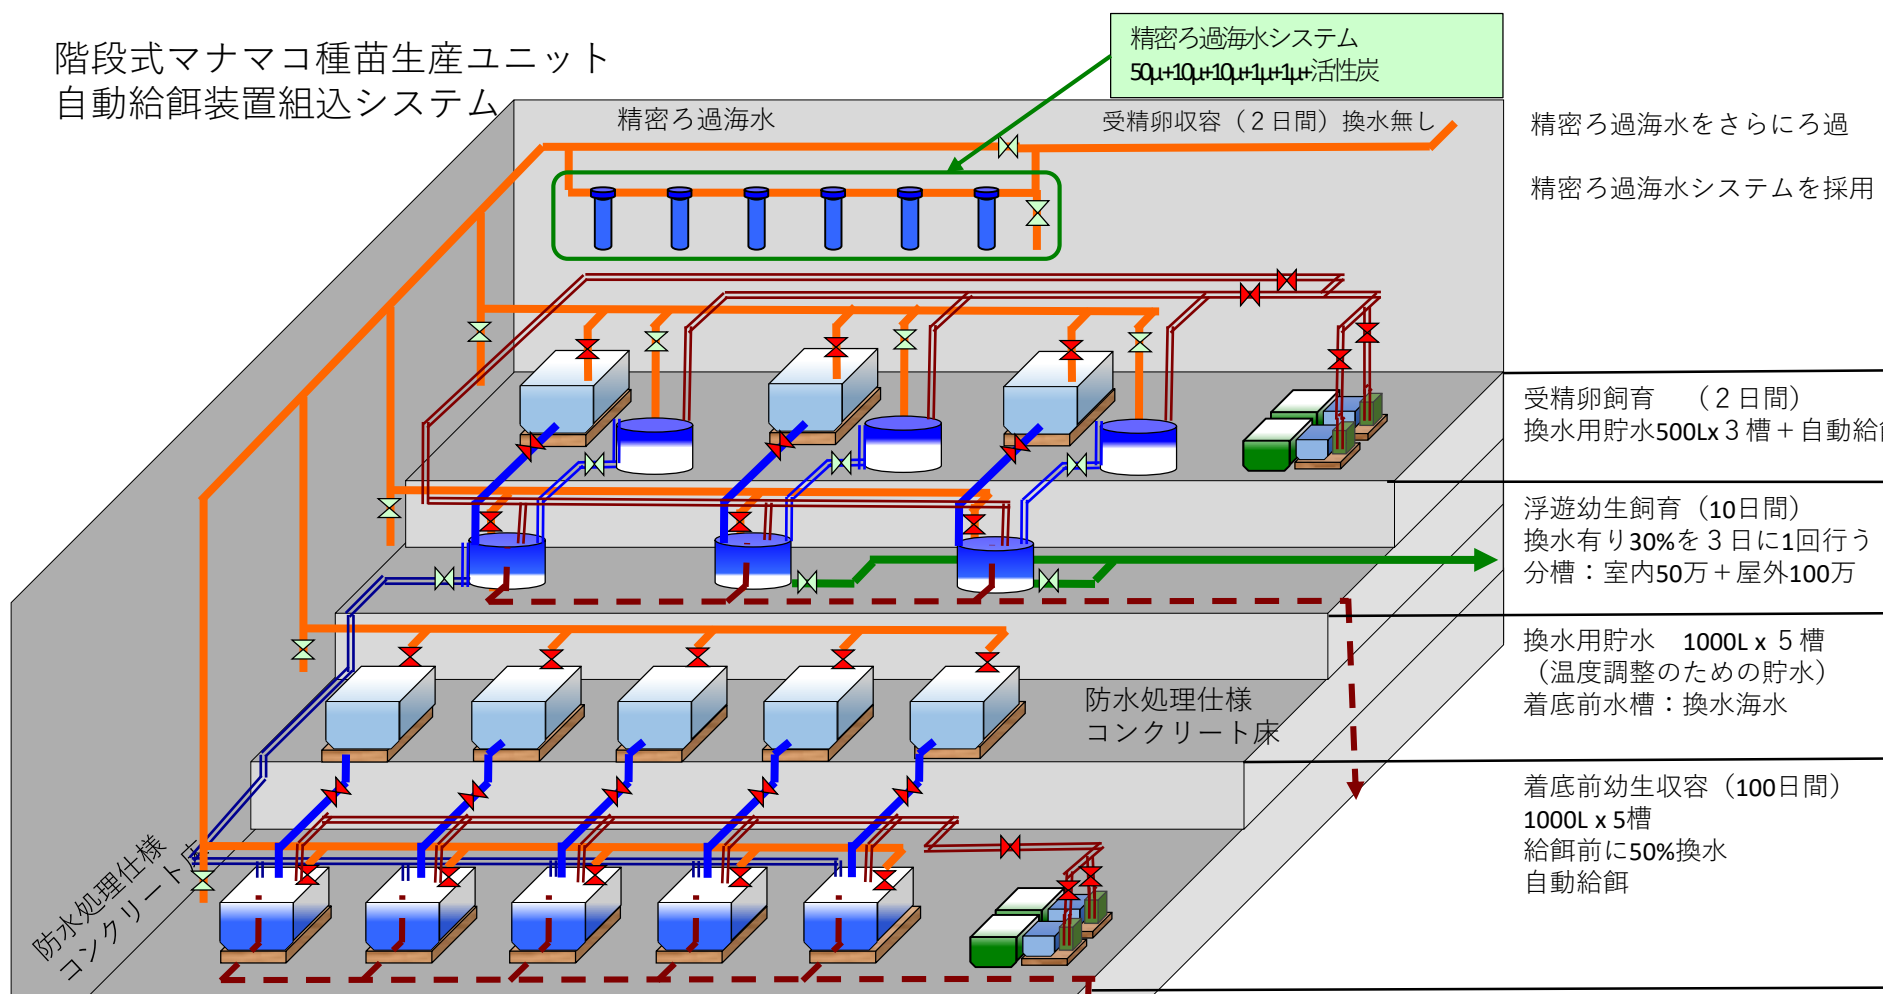 階段式マナマコ種苗生産ユニット
自動給餌装置組込システム
精密ろ過海水システム
50μ+10μ+10μ+1μ+1μ+活性炭
精密ろ過海水
受精卵収容（２日間）換水無し
精密ろ過海水をさらにろ過
精密ろ過海水システムを採用
受精卵飼育　（２日間）
換水用貯水500Lx３槽＋自動給
浮遊幼生飼育（10日間）
換水有り30%を３日に1回行う
分槽：室内50万＋屋外100万
換水用貯水　1000L x ５槽
（温度調整のための貯水）
着底前水槽：換水海水
防水処理仕様
コンクリート床
着底前幼生収容（100日間）
1000L x 5槽
給餌前に50%換水
自動給餌
防水処理仕様
コンクリート床